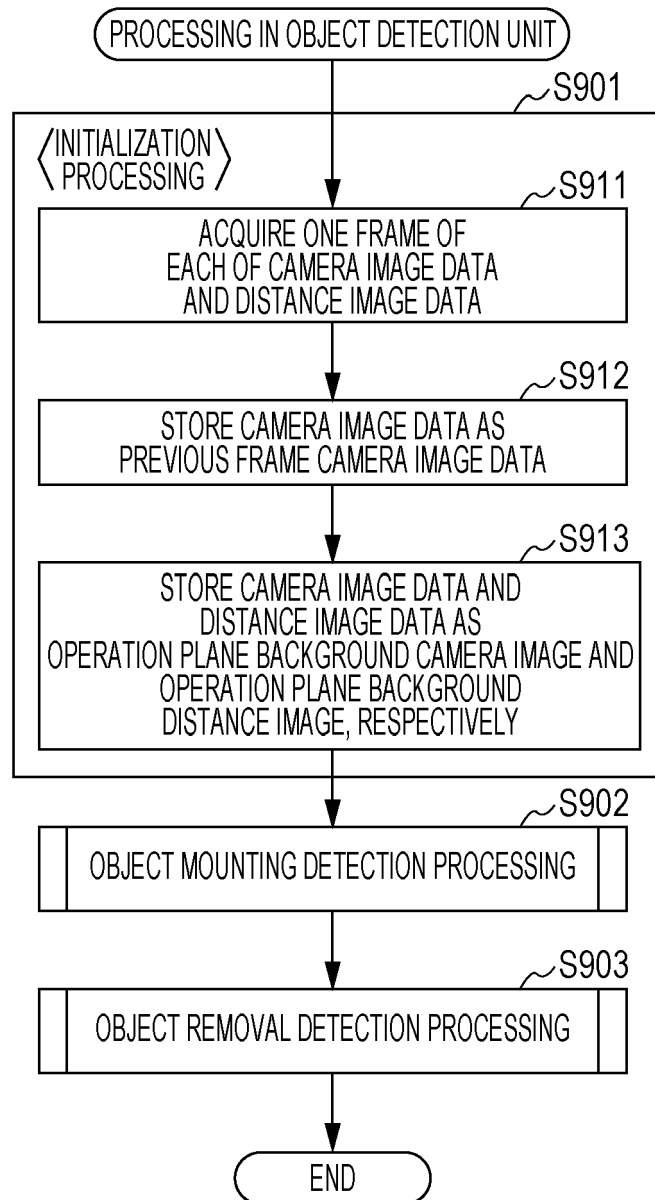 PROCESSING IN OBJECT DETECTION UNIT
S901
<INITIALIZATION
PROCESSING>
S911
ACQUIRE ONE FRAME OF
EACH OF CAMERA IMAGE DATA
AND DISTANCE IMAGE DATA
S912
STORE CAMERA IMAGE DATA AS
PREVIOUS FRAME CAMERA IMAGE DATA
S913
STORE CAMERA IMAGE DATA AND
DISTANCE IMAGE DATA AS
OPERATION PLANE BACKGROUND CAMERA IMAGE AND
OPERATION PLANE BACKGROUND
DISTANCE IMAGE, RESPECTIVELY
S902
OBJECT MOUNTING DETECTION PROCESSING
S903
OBJECT REMOVAL DETECTION PROCESSING
END